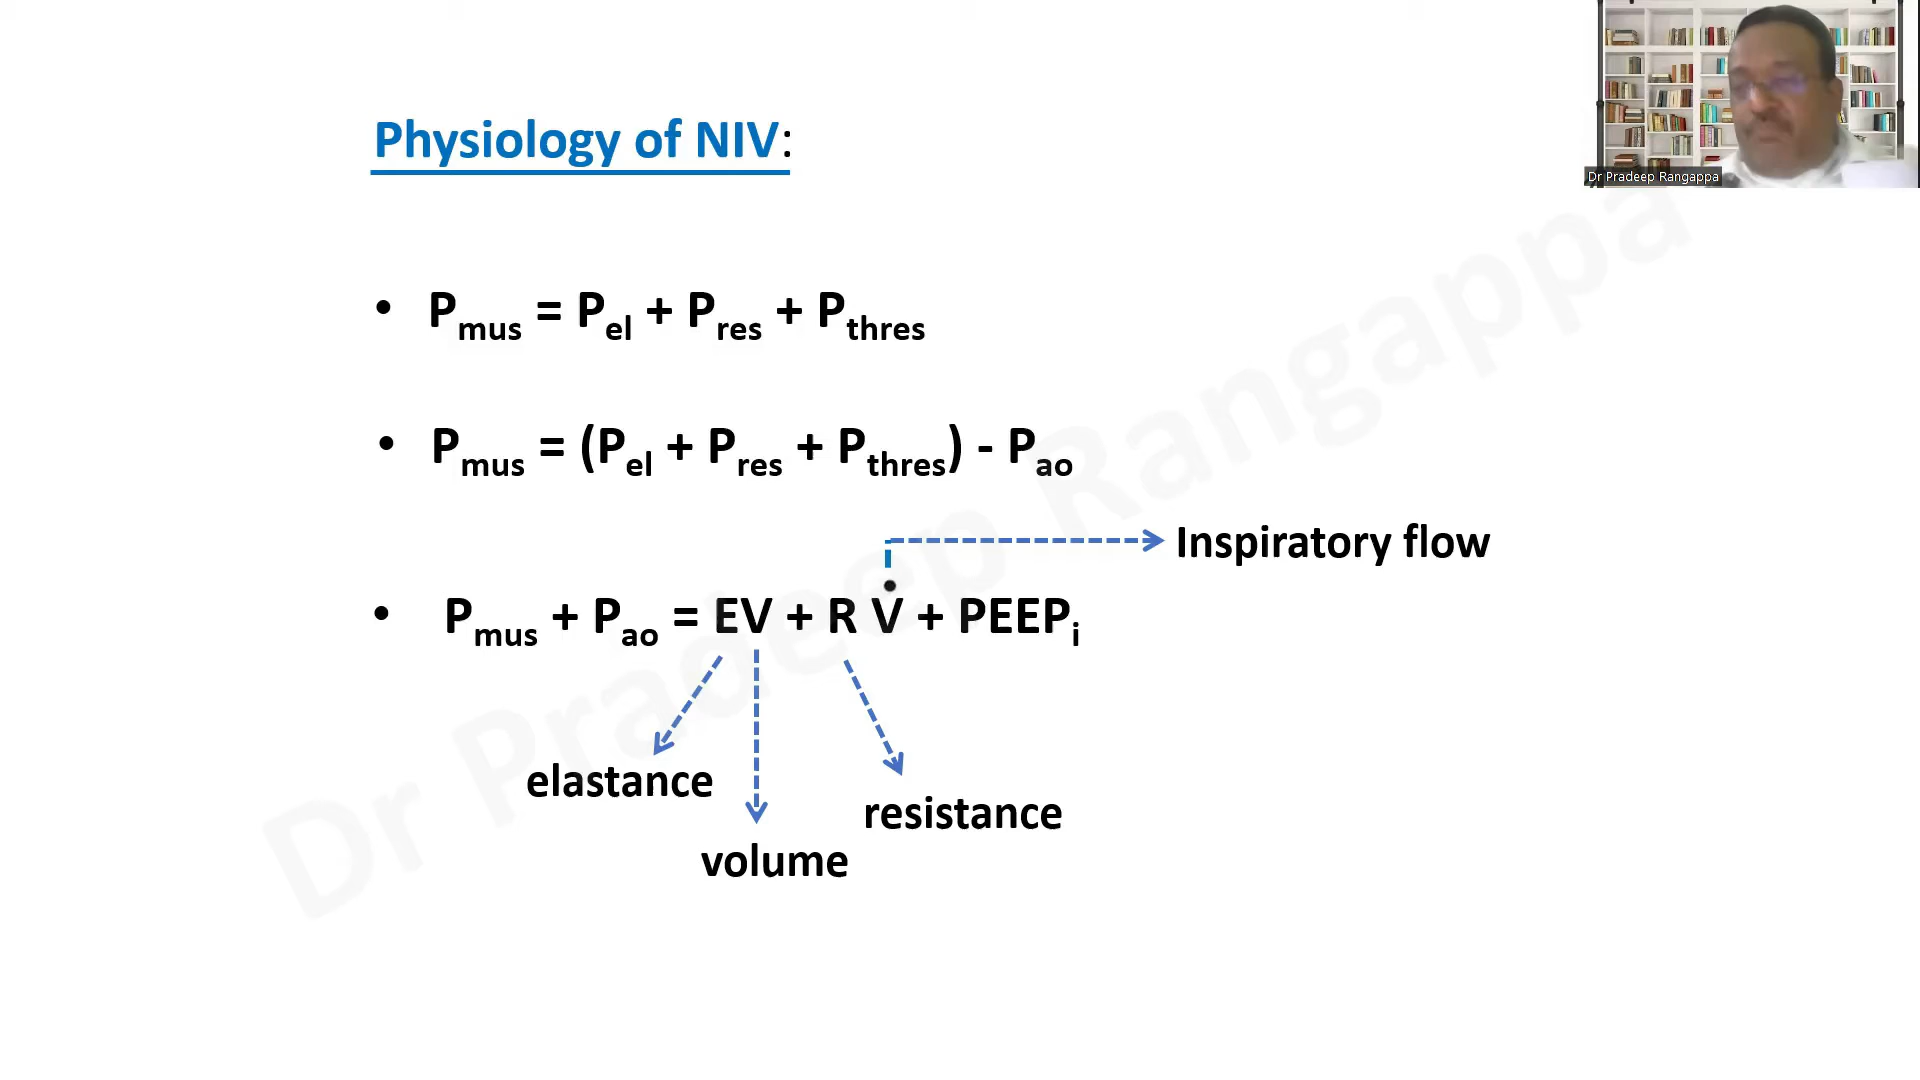 Physiology of NIV:
Dr Pradeep Rangappa
• Pmus = Pel + Pres + Pthres
• Pmus = (Pel + Pres + Pthres) - Pao
Inspiratory flow
• Pmus + Pao = EV + R V̇ + PEEPi
elastance
resistance
volume
Dr Pradeep Rangappa